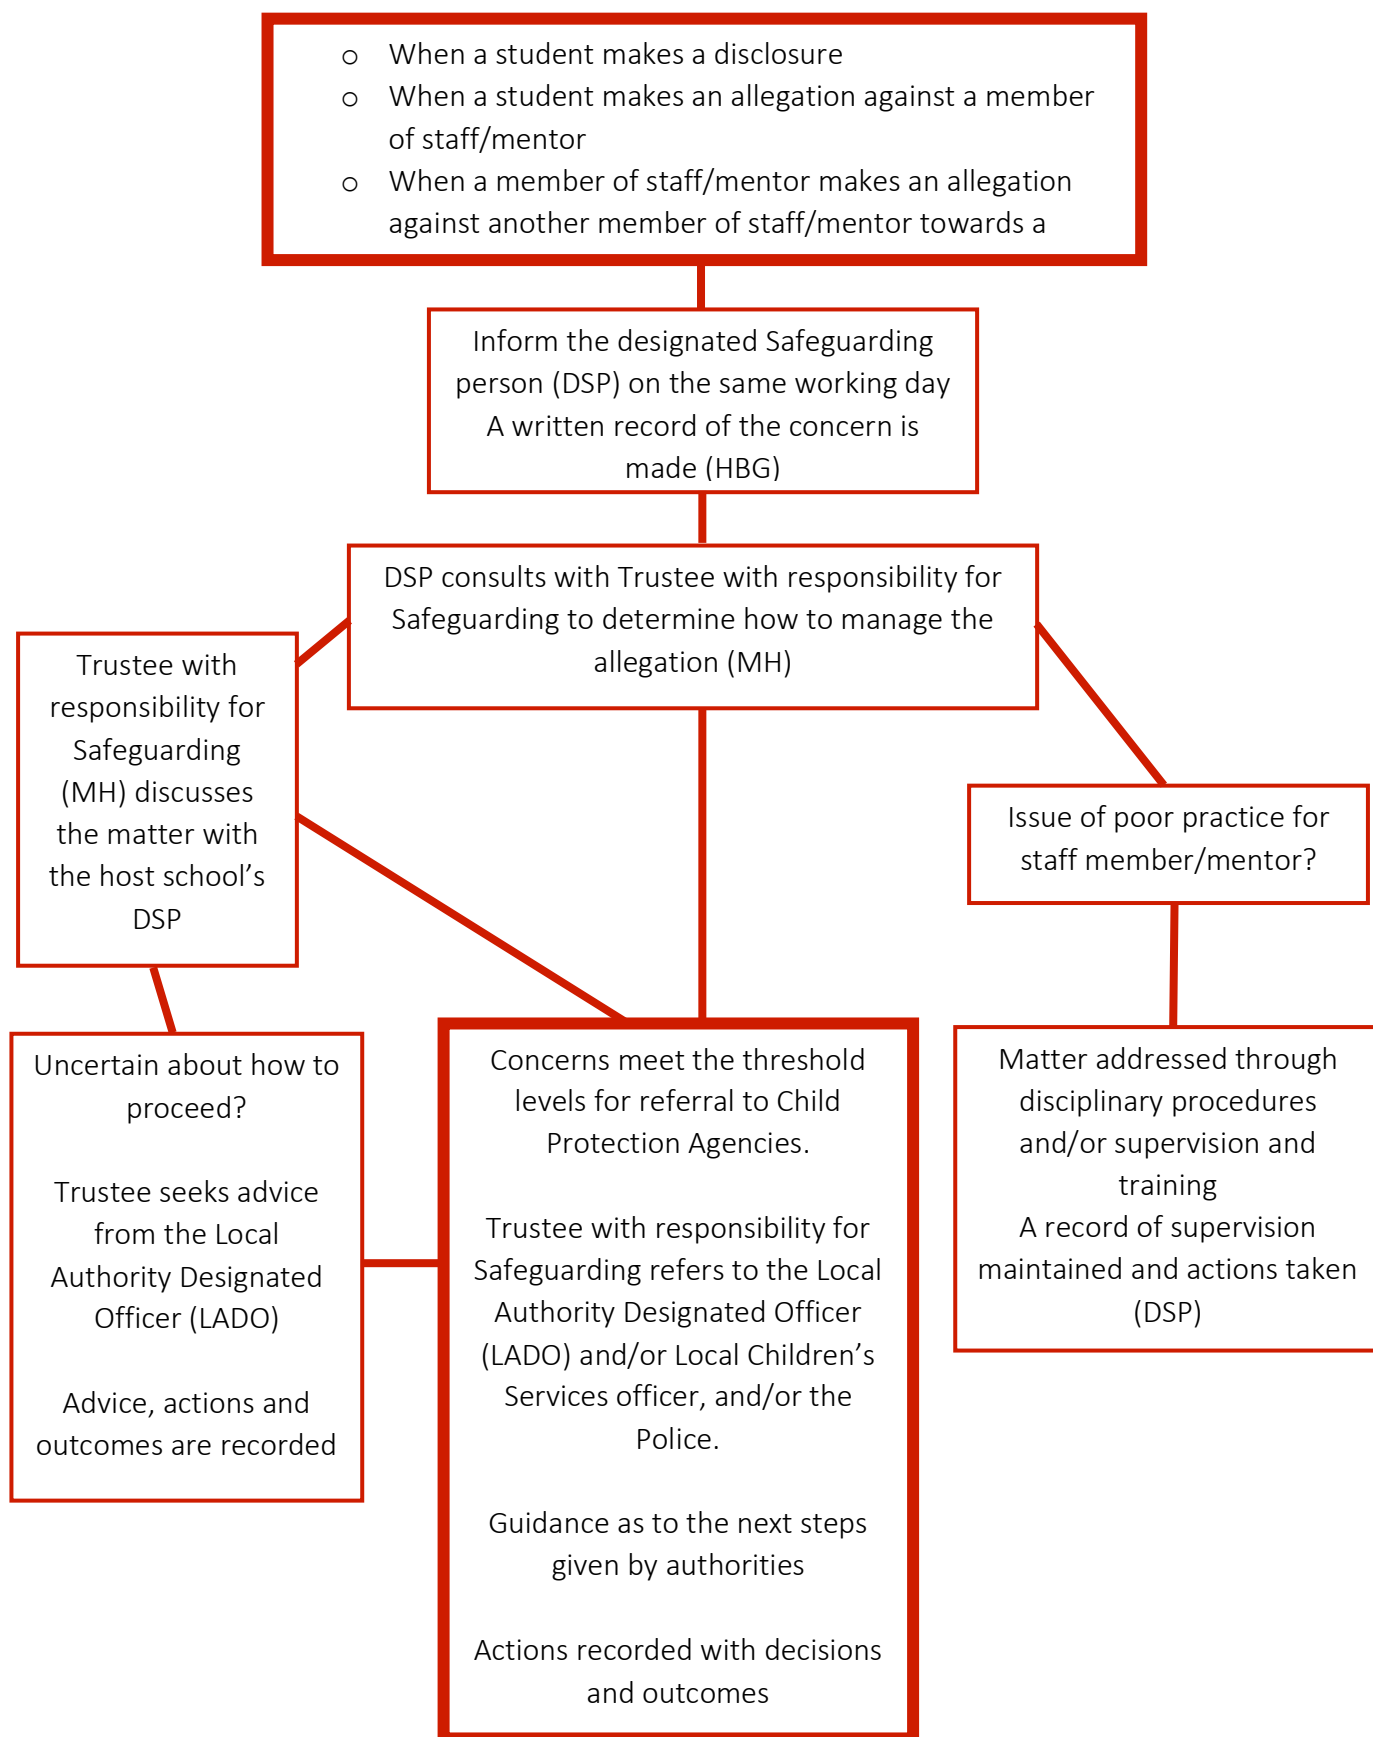 o When a student makes a disclosure
o When a student makes an allegation against a member
of staff/mentor
o When a member of staff/mentor makes an allegation
against another member of staff/mentor towards a
Inform the designated Safeguarding
person (DSP) on the same working day
A written record of the concern is
made (HBG)
DSP consults with Trustee with responsibility for
Safeguarding to determine how to manage the
allegation (MH)
Trustee with
responsibility for
Safeguarding
(MH) discusses
the matter with
the host school’s
DSP
Issue of poor practice for
staff member/mentor?
Uncertain about how to
proceed?
Trustee seeks advice
from the Local
Authority Designated
Officer (LADO)
Advice, actions and
outcomes are recorded
Concerns meet the threshold
levels for referral to Child
Protection Agencies.
Trustee with responsibility for
Safeguarding refers to the Local
Authority Designated Officer
(LADO) and/or Local Children’s
Services officer, and/or the
Police.
Guidance as to the next steps
given by authorities
Actions recorded with decisions
and outcomes
Matter addressed through
disciplinary procedures
and/or supervision and
training
A record of supervision
maintained and actions taken
(DSP)